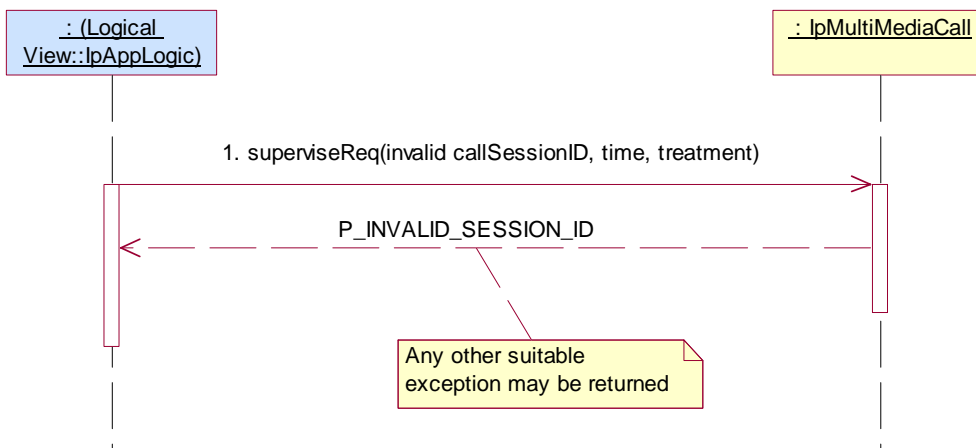 : (Logical
View::IpAppLogic)
: IpMultiMediaCall
1. superviseReq(invalid callSessionID, time, treatment)
P_INVALID_SESSION_ID
Any other suitable
exception may be returned